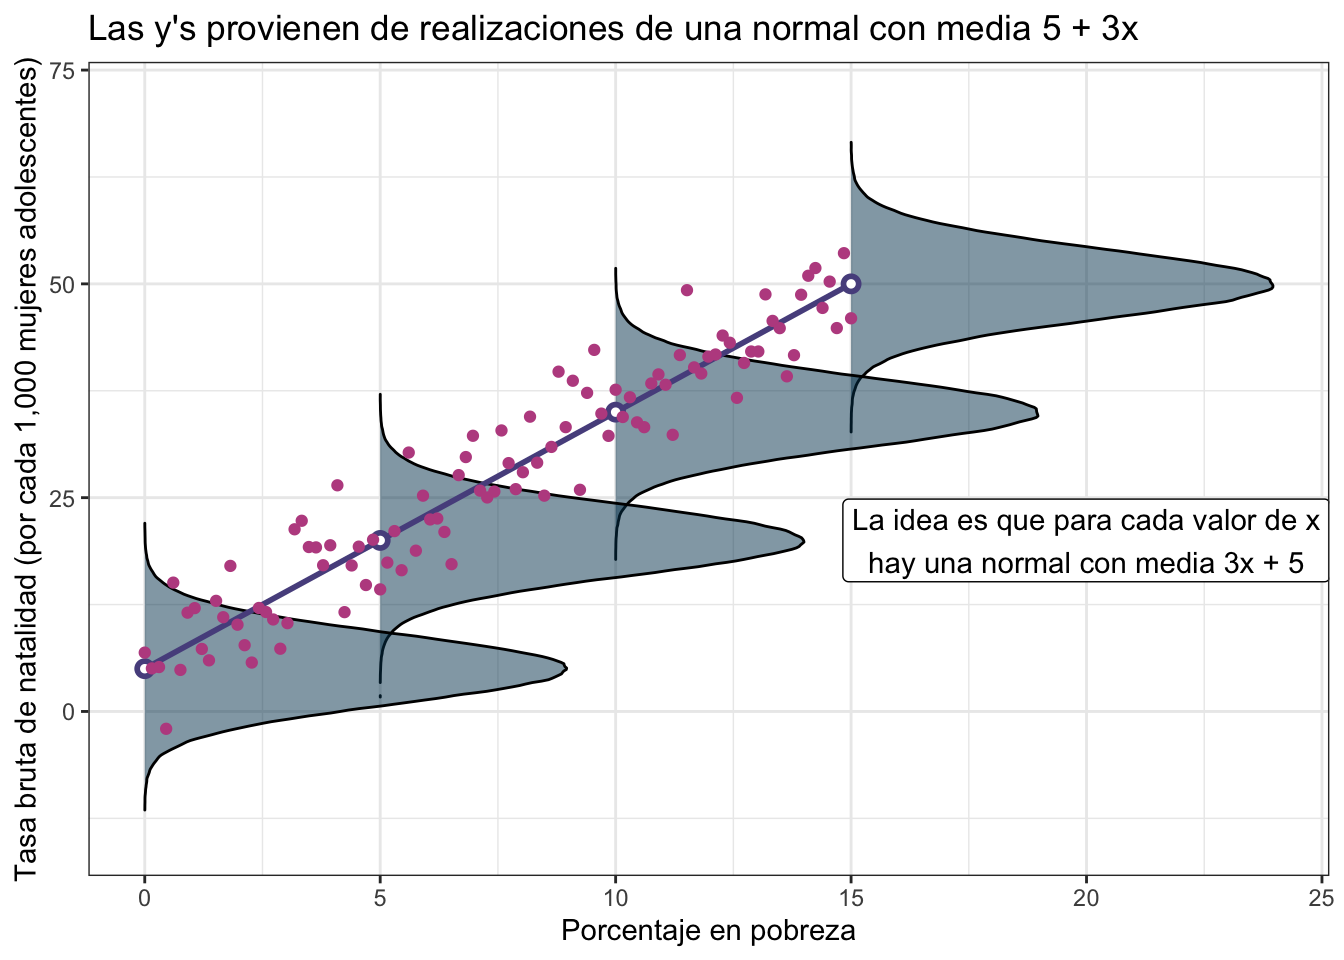 Las y's provienen de realizaciones de una normal con media 5 + 3x
Tasa bruta de natalidad (por cada 1,000 mujeres adolescentes)
75
50
25
0
La idea es que para cada valor de x
hay una normal con media 3x + 5
0 5 10 15 20 25
Porcentaje en pobreza